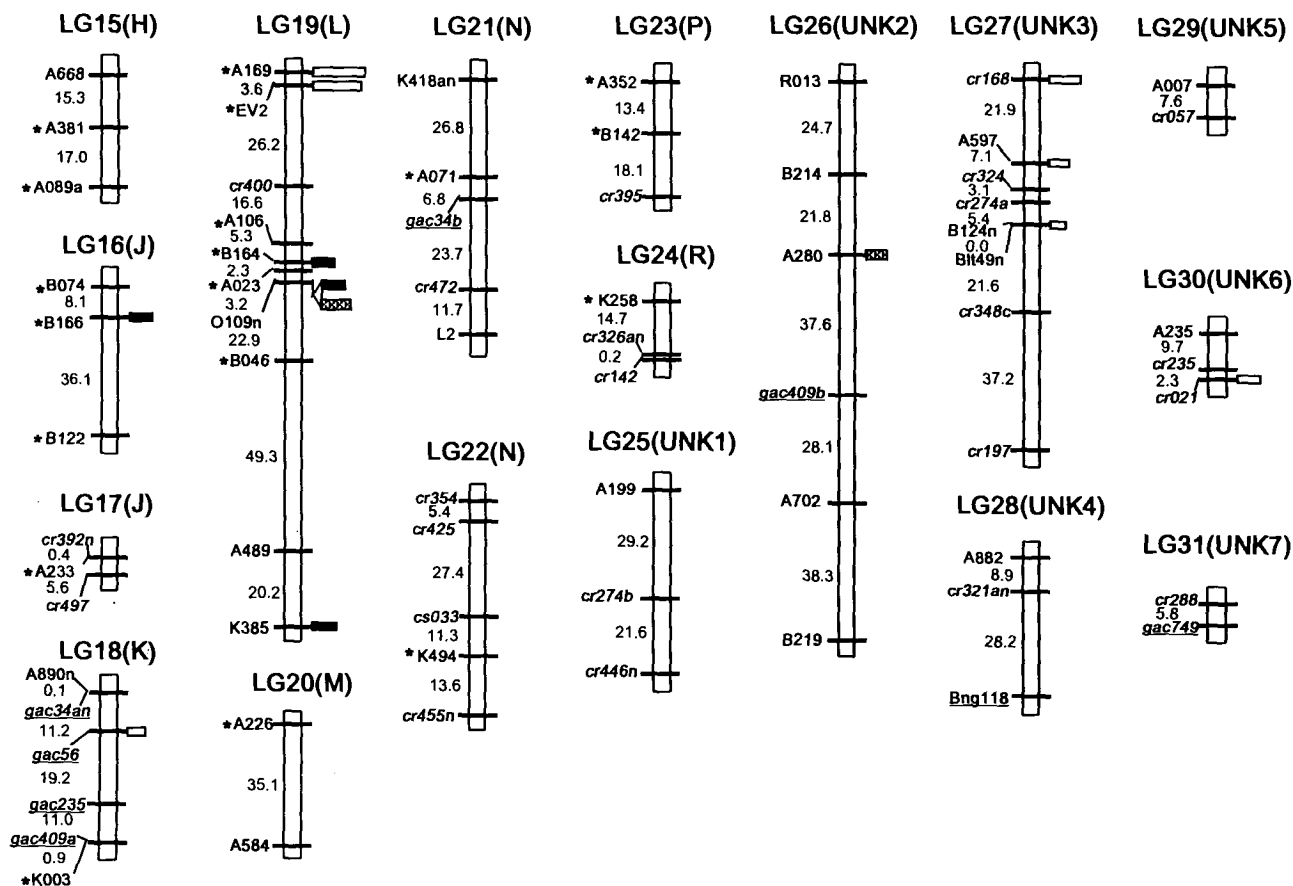 LG15(H)
A668
15.3
*A381
17.0
*A089a
LG16(J)
*B074
8.1
*B166
36.1
*B122
LG17(J)
cr392n
0.4
*A233
5.6
cr497
LG18(K)
A890n
0.1
gac34an
11.2
gac56
19.2
gac235
11.0
gac409a
0.9
*K003
LG19(L)
*A169
3.6
*EV2
26.2
cr400
16.6
*A106
5.3
*B164
2.3
*A023
3.2
O109n
22.9
*B046
49.3
A489
20.2
K385
LG20(M)
*A226
35.1
A584
LG21(N)
K418an
26.8
*A071
6.8
gac34b
23.7
cr472
11.7
L2
LG22(N)
cr354
5.4
cr425
27.4
cs033
11.3
*K494
13.6
cr455n
LG23(P)
*A352
13.4
*B142
18.1
cr395
LG24(R)
*K258
14.7
cr326an
0.2
cr142
LG25(UNK1)
A199
29.2
cr274b
21.6
cr446n
LG26(UNK2)
R013
24.7
B214
21.8
A280
37.6
gac409b
28.1
A702
38.3
B219
LG27(UNK3)
cr168
21.9
A597
7.1
cr324
3.1
cr274a
5.4
B124n
0.0
Blt49n
21.6
cr348c
37.2
cr197
LG28(UNK4)
A882
8.9
cr321an
28.2
Bng118
LG29(UNK5)
A007
7.6
cr057
LG30(UNK6)
A235
9.7
cr235
2.3
cr021
LG31(UNK7)
cr288
5.8
gac749